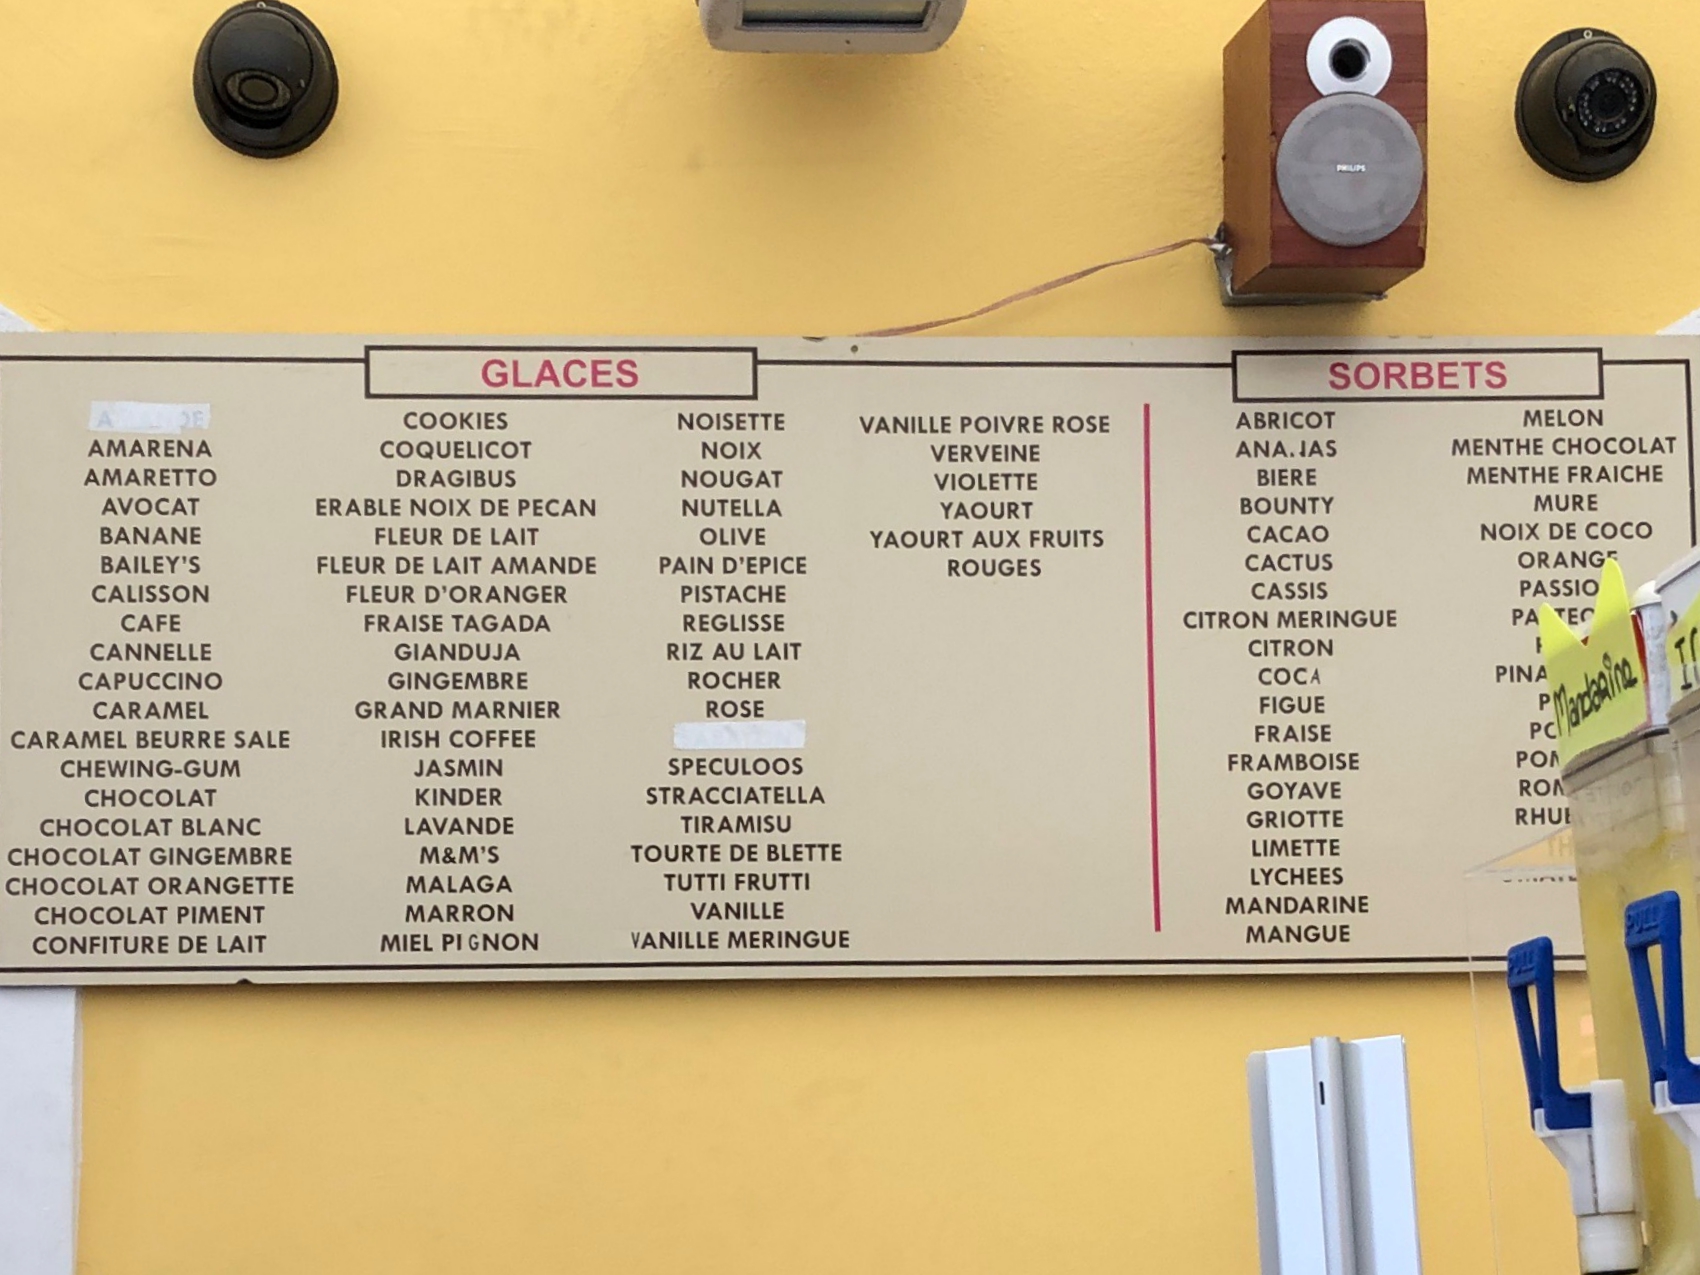 PHILIPS
GLACES
AMARENA
AMARETTO
AVOCAT
BANANE
BAILEY'S
CALISSON
CAFE
CANNELLE
CAPUCCINO
CARAMEL
CARAMEL BEURRE SALE
CHEWING-GUM
CHOCOLAT
CHOCOLAT BLANC
CHOCOLAT GINGEMBRE
CHOCOLAT ORANGETTE
CHOCOLAT PIMENT
CONFITURE DE LAIT
COOKIES
COQUELICOT
DRAGIBUS
ERABLE NOIX DE PECAN
FLEUR DE LAIT
FLEUR DE LAIT AMANDE
FLEUR D'ORANGER
FRAISE TAGADA
GIANDUJA
GINGEMBRE
GRAND MARNIER
IRISH COFFEE
JASMIN
KINDER
LAVANDE
M&M'S
MALAGA
MARRON
MIEL PIGNON
NOISETTE
NOIX
NOUGAT
NUTELLA
OLIVE
PAIN D'EPICE
PISTACHE
REGLISSE
RIZ AU LAIT
ROCHER
ROSE
SPECULOOS
STRACCIATELLA
TIRAMISU
TOURTE DE BLETTE
TUTTI FRUTTI
VANILLE
VANILLE MERINGUE
VANILLE POIVRE ROSE
VERVEINE
VIOLETTE
YAOURT
YAOURT AUX FRUITS
ROUGES
SORBETS
ABRICOT
ANANAS
BIERE
BOUNTY
CACAO
CACTUS
CASSIS
CITRON MERINGUE
CITRON
COCA
FIGUE
FRAISE
FRAMBOISE
GOYAVE
GRIOTTE
LIMETTE
LYCHEES
MANDARINE
MANGUE
MELON
MENTHE CHOCOLAT
MENTHE FRAICHE
MURE
NOIX DE COCO
ORANGE
Mandarine
PULL
PULL